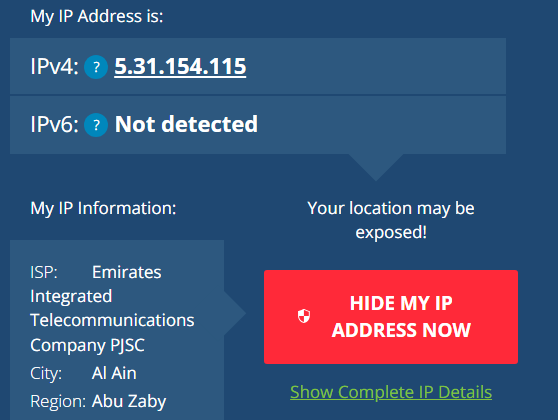 My IP Address is:
IPv4: ? 5.31.154.115
IPv6: ? Not detected
My IP Information:
ISP: Emirates
Integrated
Telecommunications
Company PJSC
City: Al Ain
Region: Abu Zaby
Your location may be
exposed!
HIDE MY IP
ADDRESS NOW
Show Complete IP Details